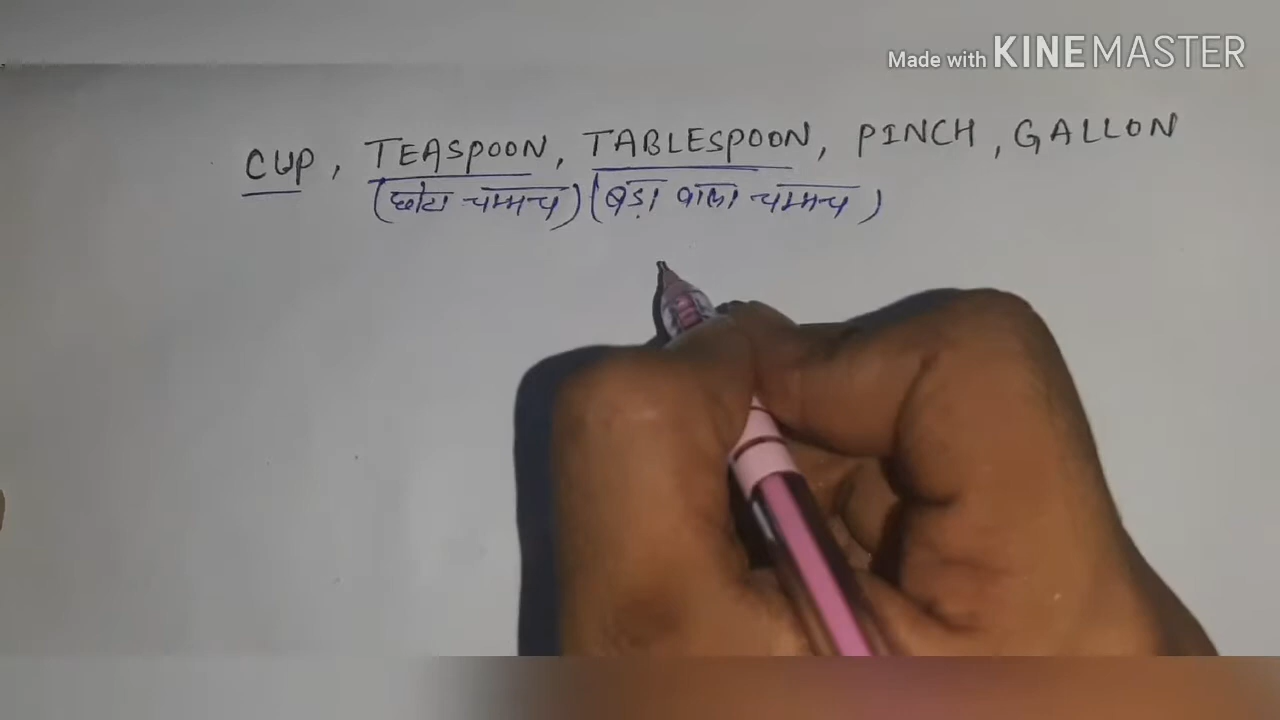 Made with KINEMASTER
CUP, TEASPOON, TABLESPOON, PINCH, GALLON
(छोटा चम्मच) (बड़ा वाला चम्मच)